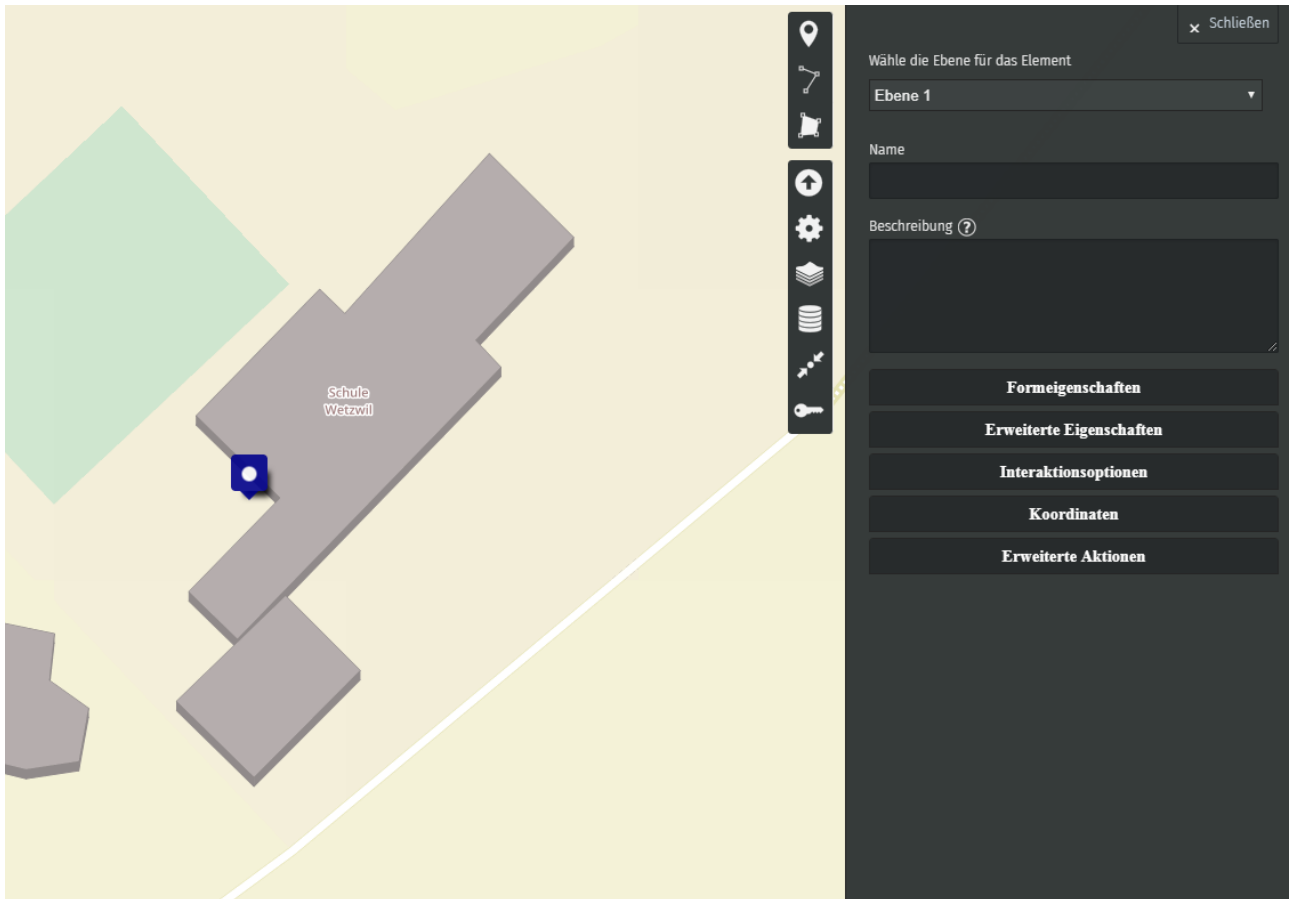 Schule
Wetzwil
× Schließen
Wähle die Ebene für das Element
Ebene 1
Name
Beschreibung ?
Formeigenschaften
Erweiterte Eigenschaften
Interaktionsoptionen
Koordinaten
Erweiterte Aktionen